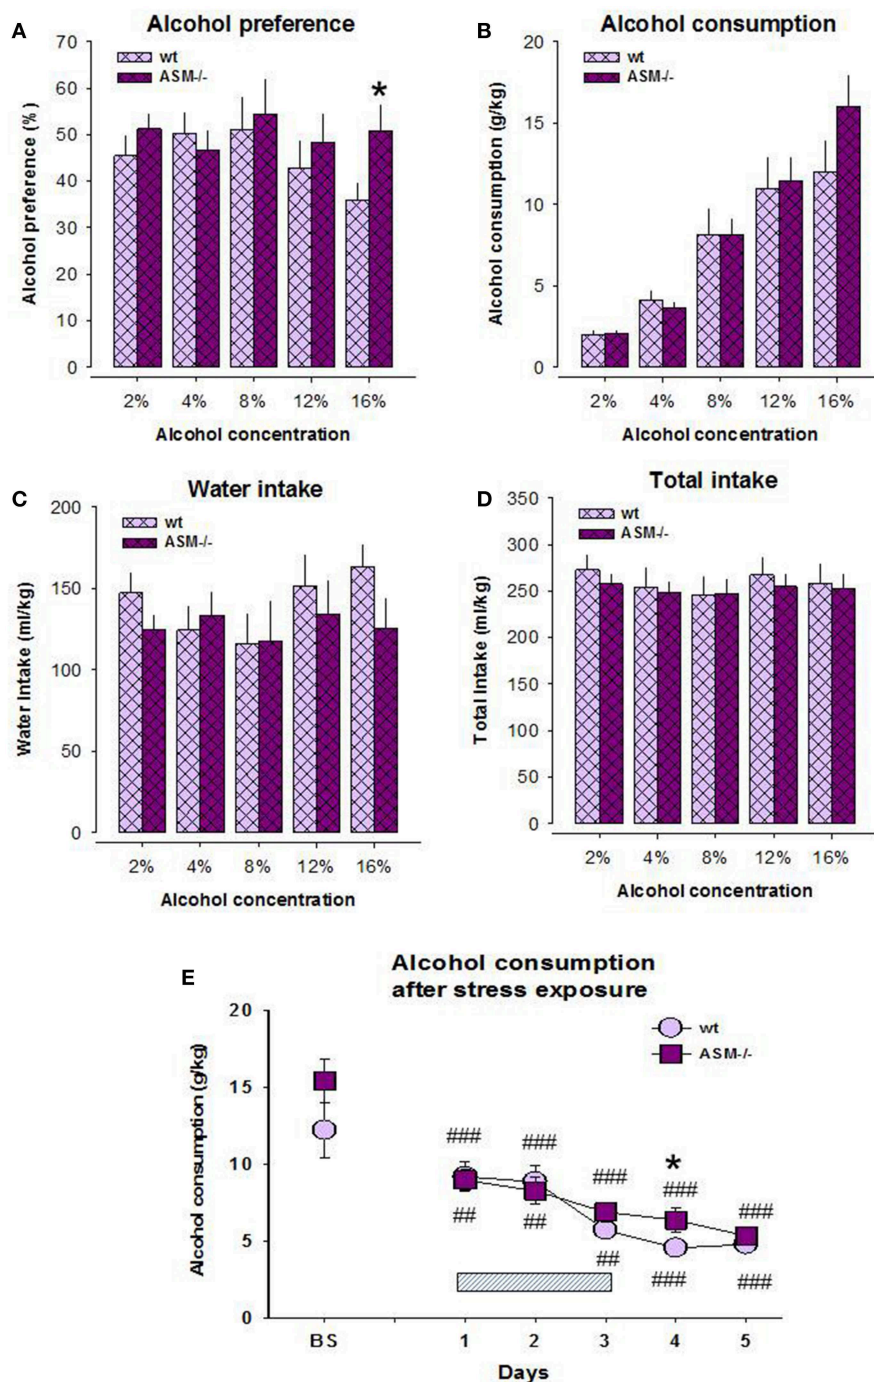 A
Alcohol preference
70
60
50
40
30
20
10
0
Alcohol preference (%)
wt
ASM-/-
*
2% 4% 8% 12% 16%
Alcohol concentration
B
Alcohol consumption
20
15
10
5
0
Alcohol consumption (g/kg)
wt
ASM-/-
2% 4% 8% 12% 16%
Alcohol concentration
C
Water intake
200
150
100
50
0
Water Intake (ml/kg)
wt
ASM-/-
2% 4% 8% 12% 16%
Alcohol concentration
D
Total intake
350
300
250
200
150
100
50
0
Total Intake (ml/kg)
wt
ASM-/-
2% 4% 8% 12% 16%
Alcohol concentration
E
Alcohol consumption
after stress exposure
20
15
10
5
0
Alcohol consumption (g/kg)
wt
ASM-/-
*
### ### ### ### ###
## ## ## ### ###
BS 1 2 3 4 5
Days